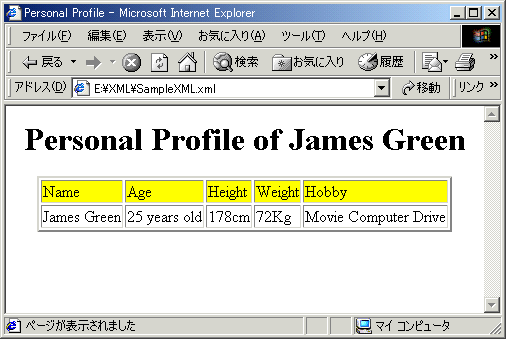 Personal Profile - Microsoft Internet Explorer
ファイル(F) 編集(E) 表示(V) お気に入り(A) ツール(T) ヘルプ(H)
戻る 検索 お気に入り 履歴 »
アドレス(D) E:¥XML¥SampleXML.xml 移動 リンク »
Personal Profile of James Green
Name Age Height Weight Hobby
James Green 25 years old 178cm 72Kg Movie Computer Drive
ページが表示されました マイ コンピュータ